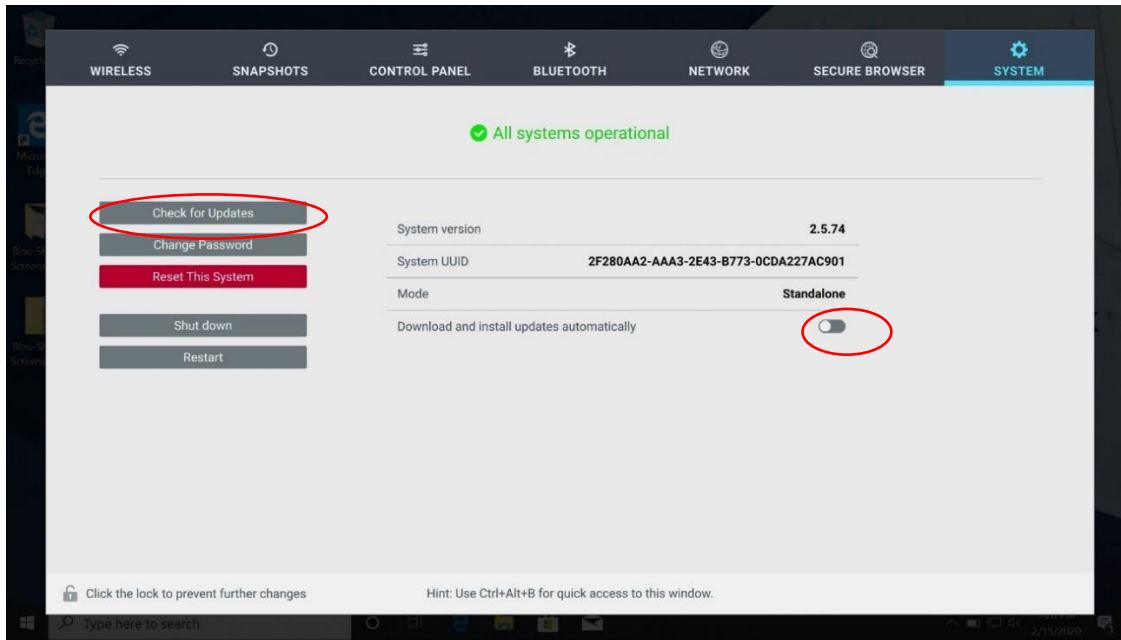 WIRELESS SNAPSHOTS CONTROL PANEL BLUETOOTH NETWORK SECURE BROWSER SYSTEM
All systems operational
Check for Updates
Change Password
Reset This System
Shut down
Restart
System version 2.5.74
System UUID 2F280AA2-AAA3-2E43-B773-0CDA227AC901
Mode Standalone
Download and install updates automatically
Click the lock to prevent further changes
Hint: Use Ctrl+Alt+B for quick access to this window.
Type here to search
2/15/2020